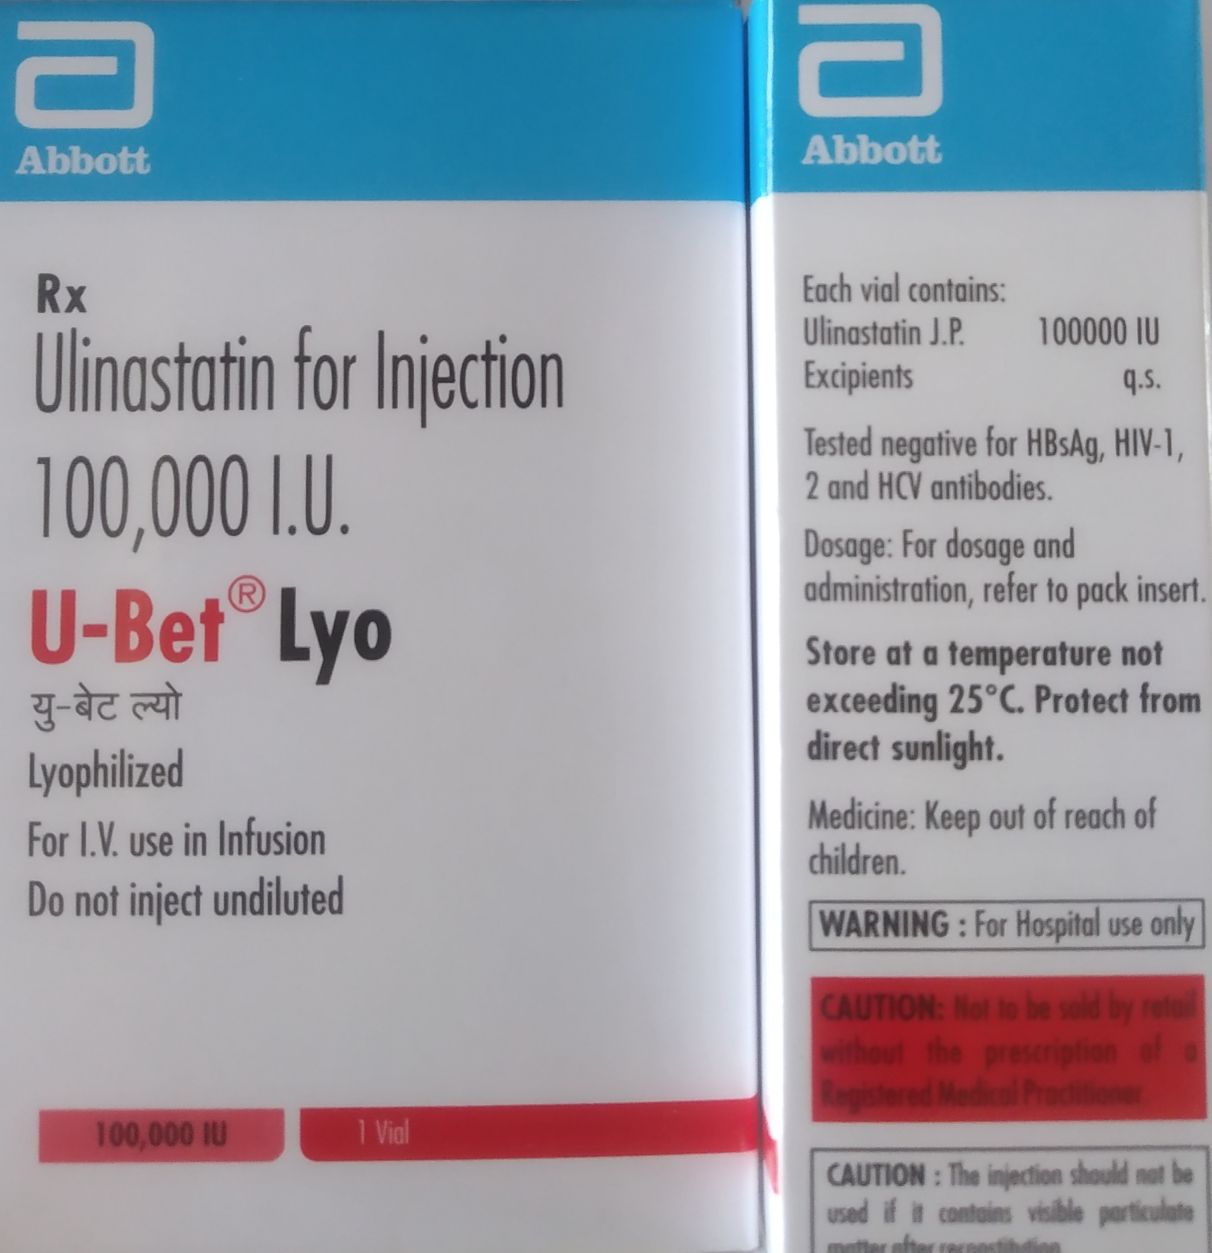 Abbott
Rx
Ulinastatin for Injection
100,000 I.U.
U-Bet® Lyo
यु-बेट ल्यो
Lyophilized
For I.V. use in Infusion
Do not inject undiluted
100,000 IU
1 Vial
Abbott
Each vial contains:
Ulinastatin J.P. 100000 IU
Excipients q.s.
Tested negative for HBsAg, HIV-1,
2 and HCV antibodies.
Dosage: For dosage and
administration, refer to pack insert.
Store at a temperature not
exceeding 25°C. Protect from
direct sunlight.
Medicine: Keep out of reach of
children.
WARNING : For Hospital use only
CAUTION: Not to be sold by retail
without the prescription of a
Registered Medical Practitioner.
CAUTION : The injection should not be
used if it contains visible particulate
matter after reconstitution